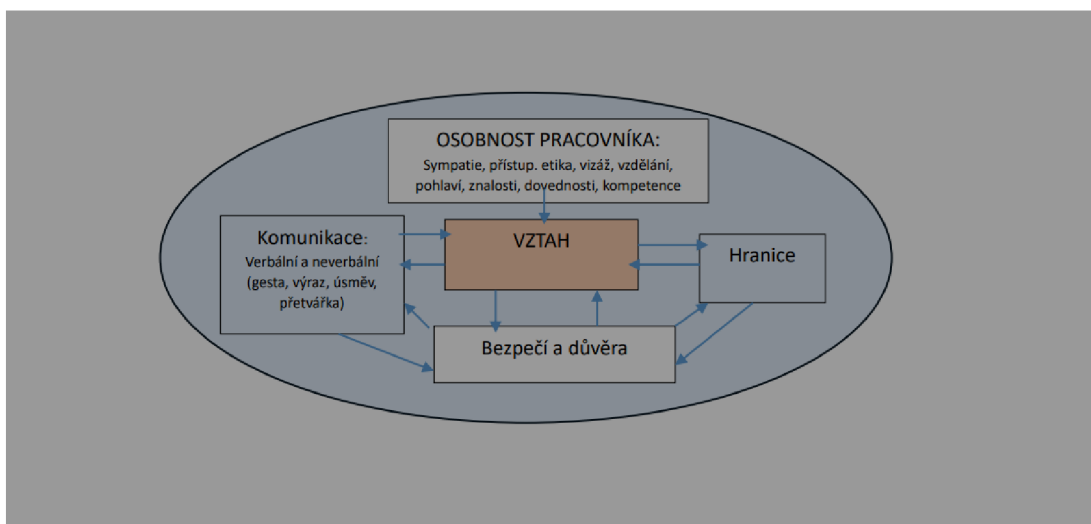 OSOBNOST PRACOVNÍKA:
Sympatie, přístup. etika, vizáž, vzdělání,
pohlaví, znalosti, dovednosti, kompetence
Komunikace:
Verbální a neverbální
(gesta, výraz, úsměv,
přetvářka)
VZTAH
Hranice
Bezpečí a důvěra